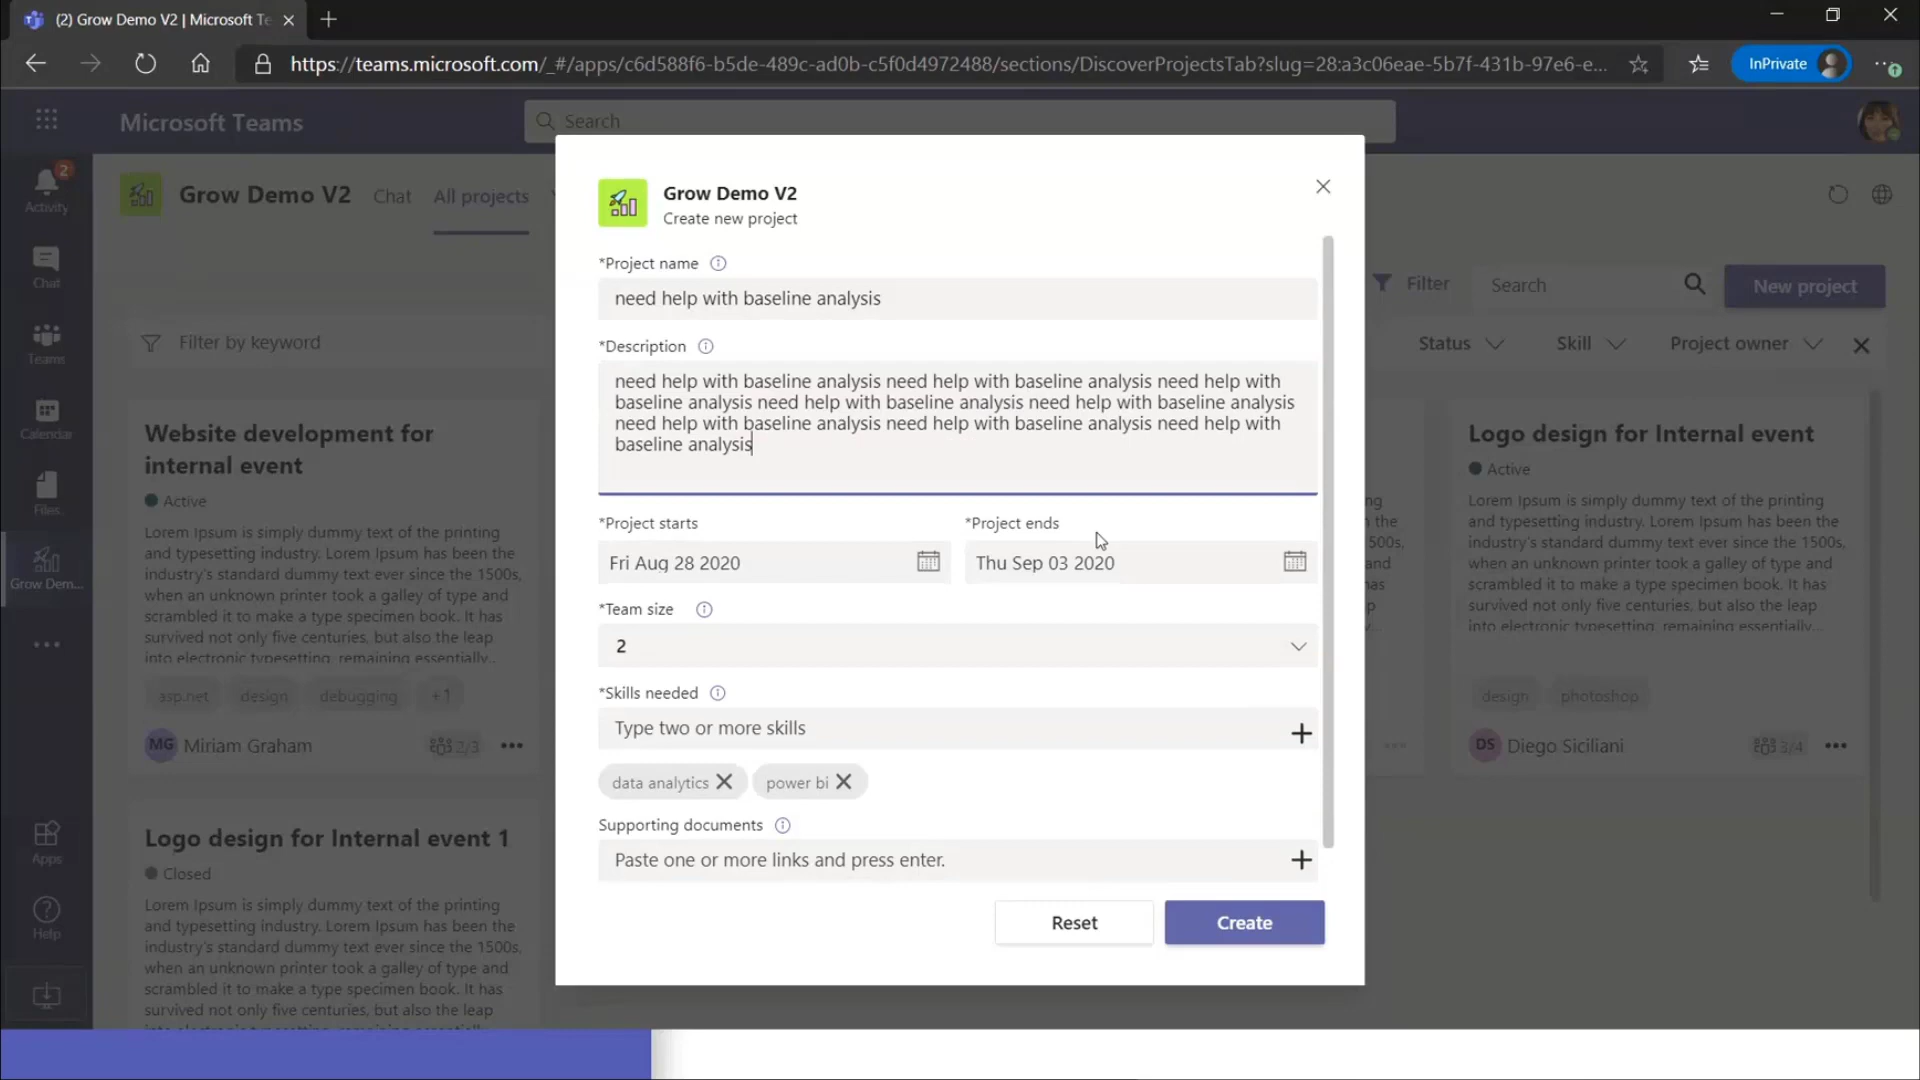 (2) Grow Demo V2 | Microsoft Te
https://teams.microsoft.com/_#/apps/c6d588f6-b5de-489c-ad0b-c5f0d4972488/sections/DiscoverProjectsTab?slug=28:a3c06eae-5b7f-431b-97e6-e...
InPrivate
Microsoft Teams
Search
2
Activity
Chat
Teams
Calendar
Files
Grow Dem...
Apps
Help
Grow Demo V2
Chat
All projects
Filter
Search
New project
Filter by keyword
Status
Skill
Project owner
Website development for
internal event
Active
Lorem Ipsum is simply dummy text of the printing
and typesetting industry. Lorem Ipsum has been the
industry's standard dummy text ever since the 1500s,
when an unknown printer took a galley of type and
scrambled it to make a type specimen book. It has
survived not only five centuries, but also the leap
into electronic typesetting, remaining essentially..
asp.net
design
debugging
+1
MG
Miriam Graham
2/3
Logo design for Internal event 1
Closed
Lorem Ipsum is simply dummy text of the printing
and typesetting industry. Lorem Ipsum has been the
industry's standard dummy text ever since the 1500s,
when an unknown printer took a galley of type and
scrambled it to make a type specimen book. It has
survived not only five centuries, but also the leap
Grow Demo V2
Create new project
*Project name
need help with baseline analysis
*Description
need help with baseline analysis need help with baseline analysis need help with
baseline analysis need help with baseline analysis need help with baseline analysis
need help with baseline analysis need help with baseline analysis need help with
baseline analysis
*Project starts
Fri Aug 28 2020
*Project ends
Thu Sep 03 2020
*Team size
2
*Skills needed
Type two or more skills
data analytics
power bi
Supporting documents
Paste one or more links and press enter.
Reset
Create
Logo design for Internal event
Active
Lorem Ipsum is simply dummy text of the printing
and typesetting industry. Lorem Ipsum has been the
industry's standard dummy text ever since the 1500s,
when an unknown printer took a galley of type and
scrambled it to make a type specimen book. It has
survived not only five centuries, but also the leap
into electronic typesetting, remaining essentially...
design
photoshop
DS
Diego Siciliani
3/4